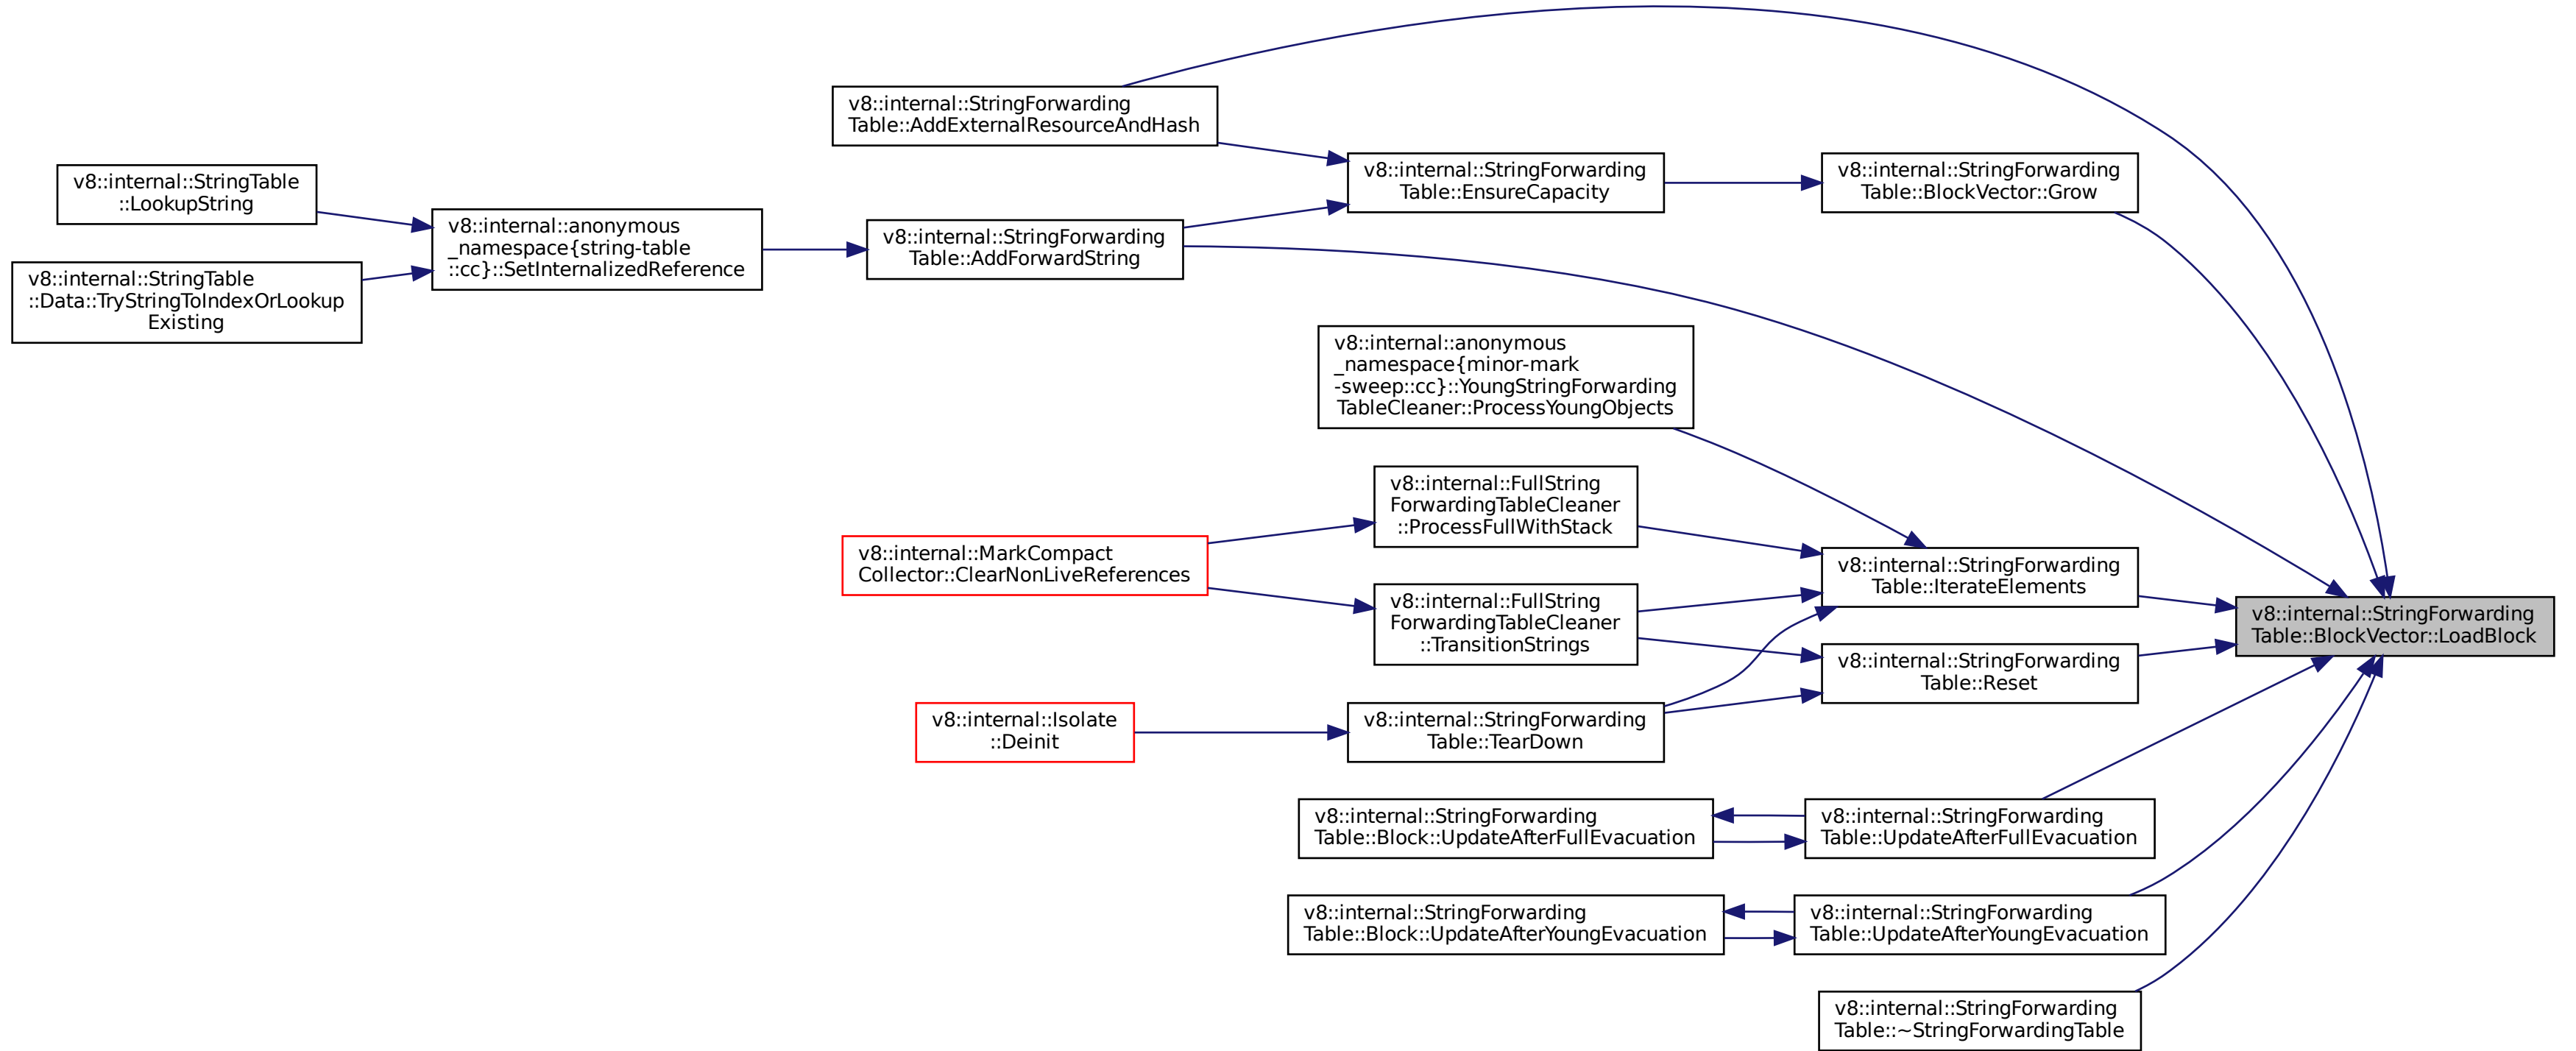 v8::internal::StringForwarding
Table::AddExternalResourceAndHash
v8::internal::StringForwarding
Table::EnsureCapacity
v8::internal::StringForwarding
Table::BlockVector::Grow
v8::internal::StringTable
::LookupString
v8::internal::anonymous
_namespace{string-table
::cc}::SetInternalizedReference
v8::internal::StringForwarding
Table::AddForwardString
v8::internal::StringTable
::Data::TryStringToIndexOrLookup
Existing
v8::internal::anonymous
_namespace{minor-mark
-sweep::cc}::YoungStringForwarding
TableCleaner::ProcessYoungObjects
v8::internal::FullString
ForwardingTableCleaner
::ProcessFullWithStack
v8::internal::MarkCompact
Collector::ClearNonLiveReferences
v8::internal::StringForwarding
Table::IterateElements
v8::internal::FullString
ForwardingTableCleaner
::TransitionStrings
v8::internal::StringForwarding
Table::BlockVector::LoadBlock
v8::internal::StringForwarding
Table::Reset
v8::internal::Isolate
::Deinit
v8::internal::StringForwarding
Table::TearDown
v8::internal::StringForwarding
Table::Block::UpdateAfterFullEvacuation
v8::internal::StringForwarding
Table::UpdateAfterFullEvacuation
v8::internal::StringForwarding
Table::Block::UpdateAfterYoungEvacuation
v8::internal::StringForwarding
Table::UpdateAfterYoungEvacuation
v8::internal::StringForwarding
Table::~StringForwardingTable